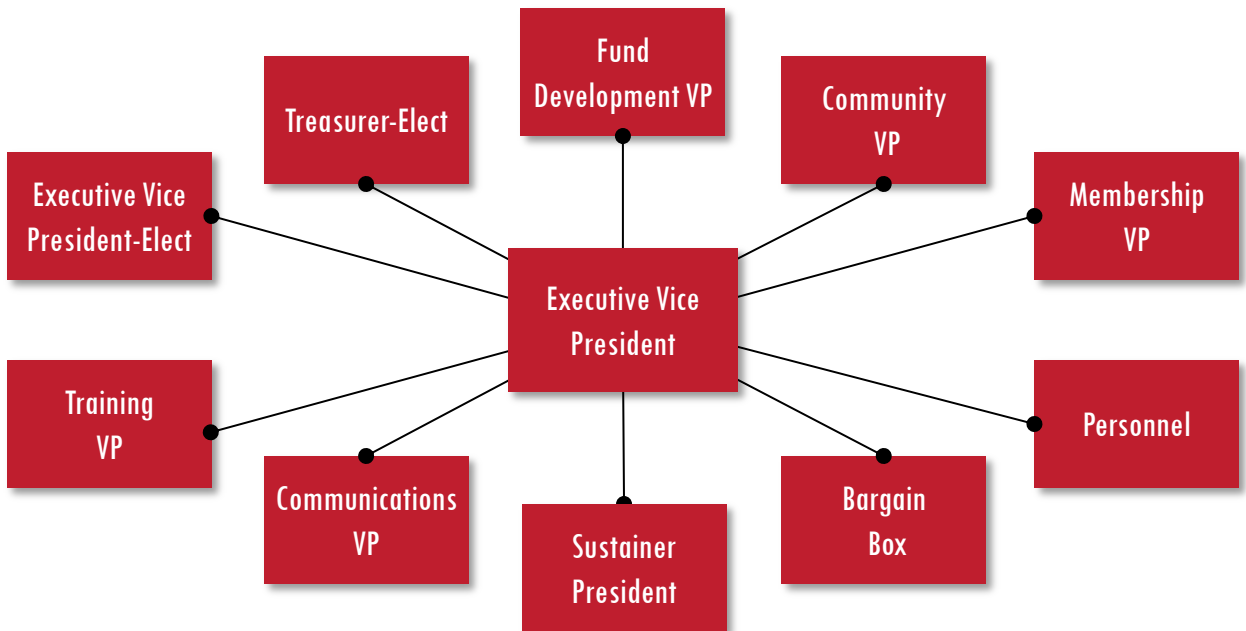 Fund
Development VP
Treasurer-Elect
Community
VP
Executive Vice
President-Elect
Membership
VP
Executive Vice
President
Training
VP
Personnel
Communications
VP
Bargain
Box
Sustainer
President